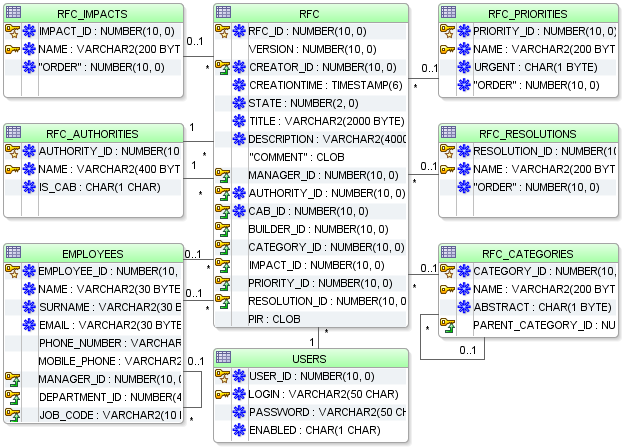 RFC_IMPACTS
IMPACT_ID : NUMBER(10, 0)
NAME : VARCHAR2(200 BYT
"ORDER" : NUMBER(10, 0)
0..1
*
RFC
RFC_ID : NUMBER(10, 0)
VERSION : NUMBER(10, 0)
CREATOR_ID : NUMBER(10, 0)
CREATIONTIME : TIMESTAMP(6)
STATE : NUMBER(2, 0)
TITLE : VARCHAR2(2000 BYTE)
DESCRIPTION : VARCHAR2(4000
"COMMENT" : CLOB
MANAGER_ID : NUMBER(10, 0)
AUTHORITY_ID : NUMBER(10, 0)
CAB_ID : NUMBER(10, 0)
BUILDER_ID : NUMBER(10, 0)
CATEGORY_ID : NUMBER(10, 0)
IMPACT_ID : NUMBER(10, 0)
PRIORITY_ID : NUMBER(10, 0)
RESOLUTION_ID : NUMBER(10, 0
PIR : CLOB
0..1
*
RFC_PRIORITIES
PRIORITY_ID : NUMBER(10, 0)
NAME : VARCHAR2(200 BYT
URGENT : CHAR(1 BYTE)
"ORDER" : NUMBER(10, 0)
RFC_AUTHORITIES
AUTHORITY_ID : NUMBER(10
NAME : VARCHAR2(400 BYT
IS_CAB : CHAR(1 CHAR)
1
*
1
*
0..1
*
RFC_RESOLUTIONS
RESOLUTION_ID : NUMBER(10
NAME : VARCHAR2(200 BYT
"ORDER" : NUMBER(10, 0)
EMPLOYEES
EMPLOYEE_ID : NUMBER(10,
NAME : VARCHAR2(30 BYTE
SURNAME : VARCHAR2(30 B
EMAIL : VARCHAR2(30 BYTE
PHONE_NUMBER : VARCHAR
MOBILE_PHONE : VARCHAR2
MANAGER_ID : NUMBER(10, 
DEPARTMENT_ID : NUMBER(4
JOB_CODE : VARCHAR2(10
0..1
*
0..1
*
0..1
*
0..1
*
RFC_CATEGORIES
CATEGORY_ID : NUMBER(10,
NAME : VARCHAR2(200 BYT
ABSTRACT : CHAR(1 BYTE)
PARENT_CATEGORY_ID : NU
*
0..1
*
1
USERS
USER_ID : NUMBER(10, 0)
LOGIN : VARCHAR2(50 CHAR)
PASSWORD : VARCHAR2(50 CH
ENABLED : CHAR(1 CHAR)